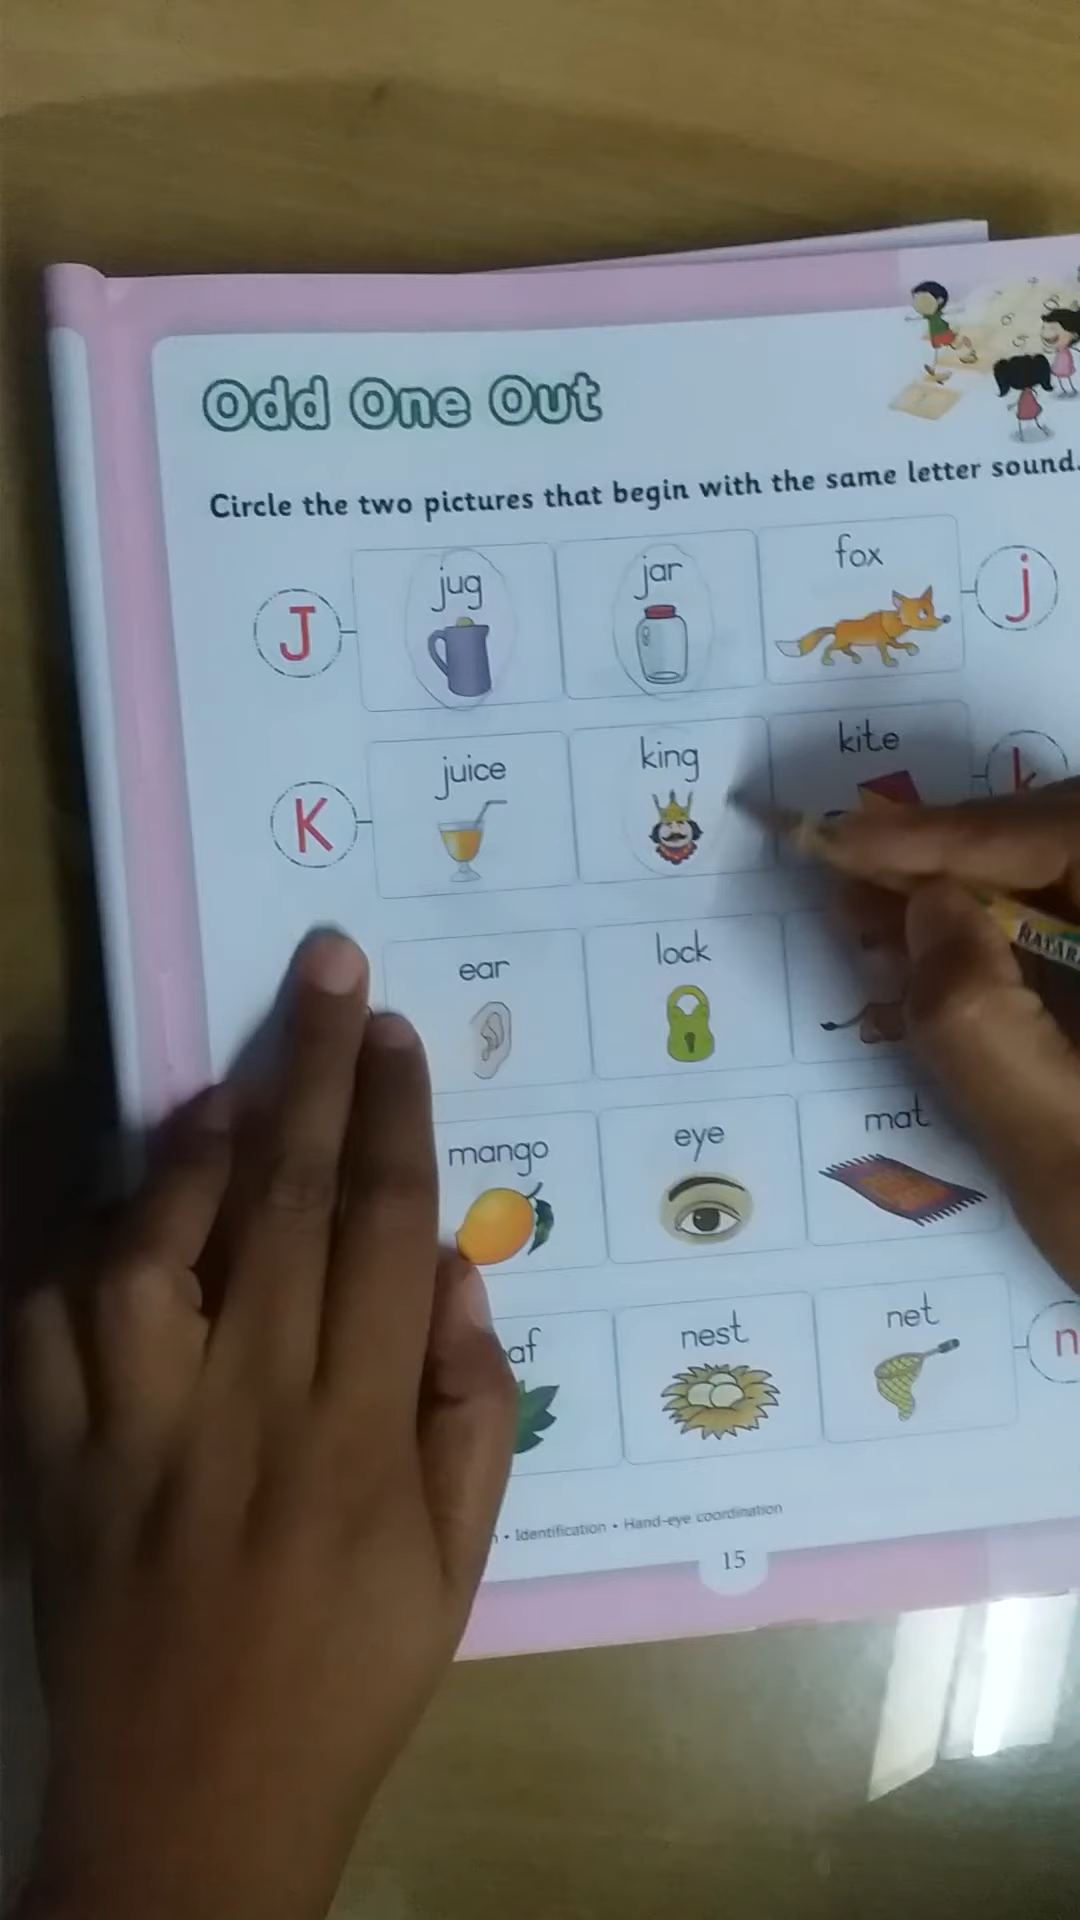 Odd One Out
Circle the two pictures that begin with the same letter sound.
J jug jar fox j
K juice king kite k
ear lock
mango eye mat
af nest net n
• Identification • Hand-eye coordination
15